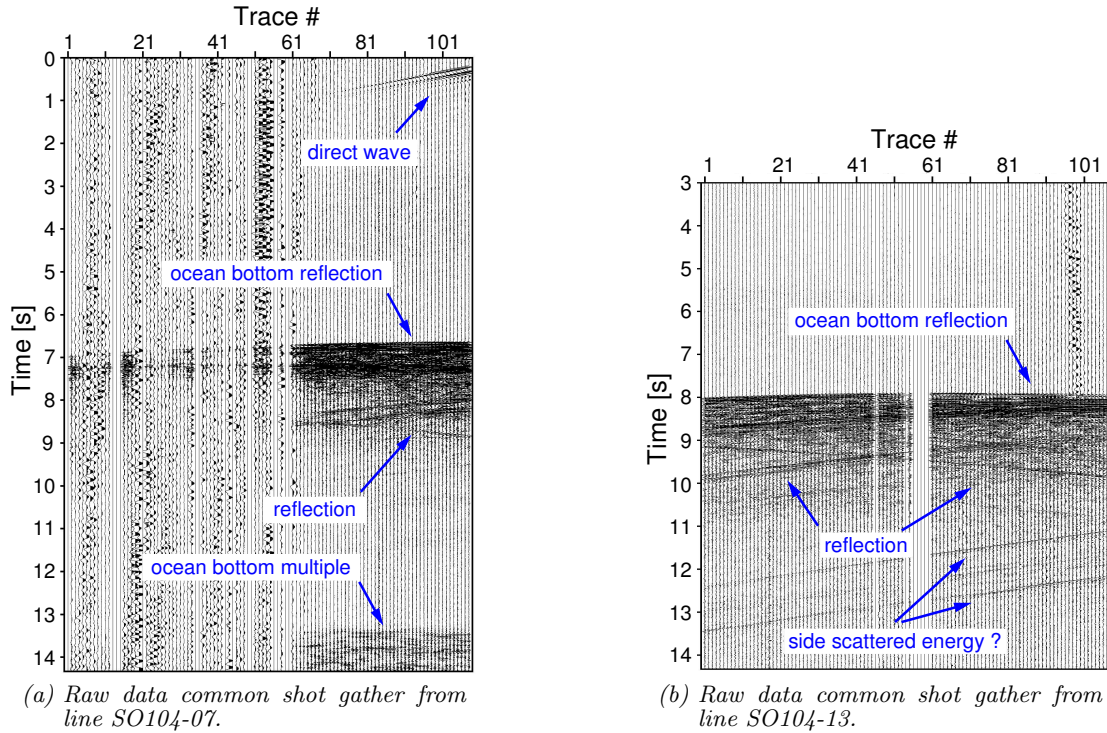 Trace #
1 21 41 61 81 101
0
1
direct wave
2
3
4
ocean bottom reflection
5
6
Time [s]
7
8
9
reflection
10
11
ocean bottom multiple
12
13
14
(a) Raw data common shot gather from
line SO104-07.
Trace #
1 21 41 61 81 101
3
4
5
ocean bottom reflection
6
7
Time [s]
8
9
10
reflection
11
12
13
side scattered energy ?
14
(b) Raw data common shot gather from
line SO104-13.